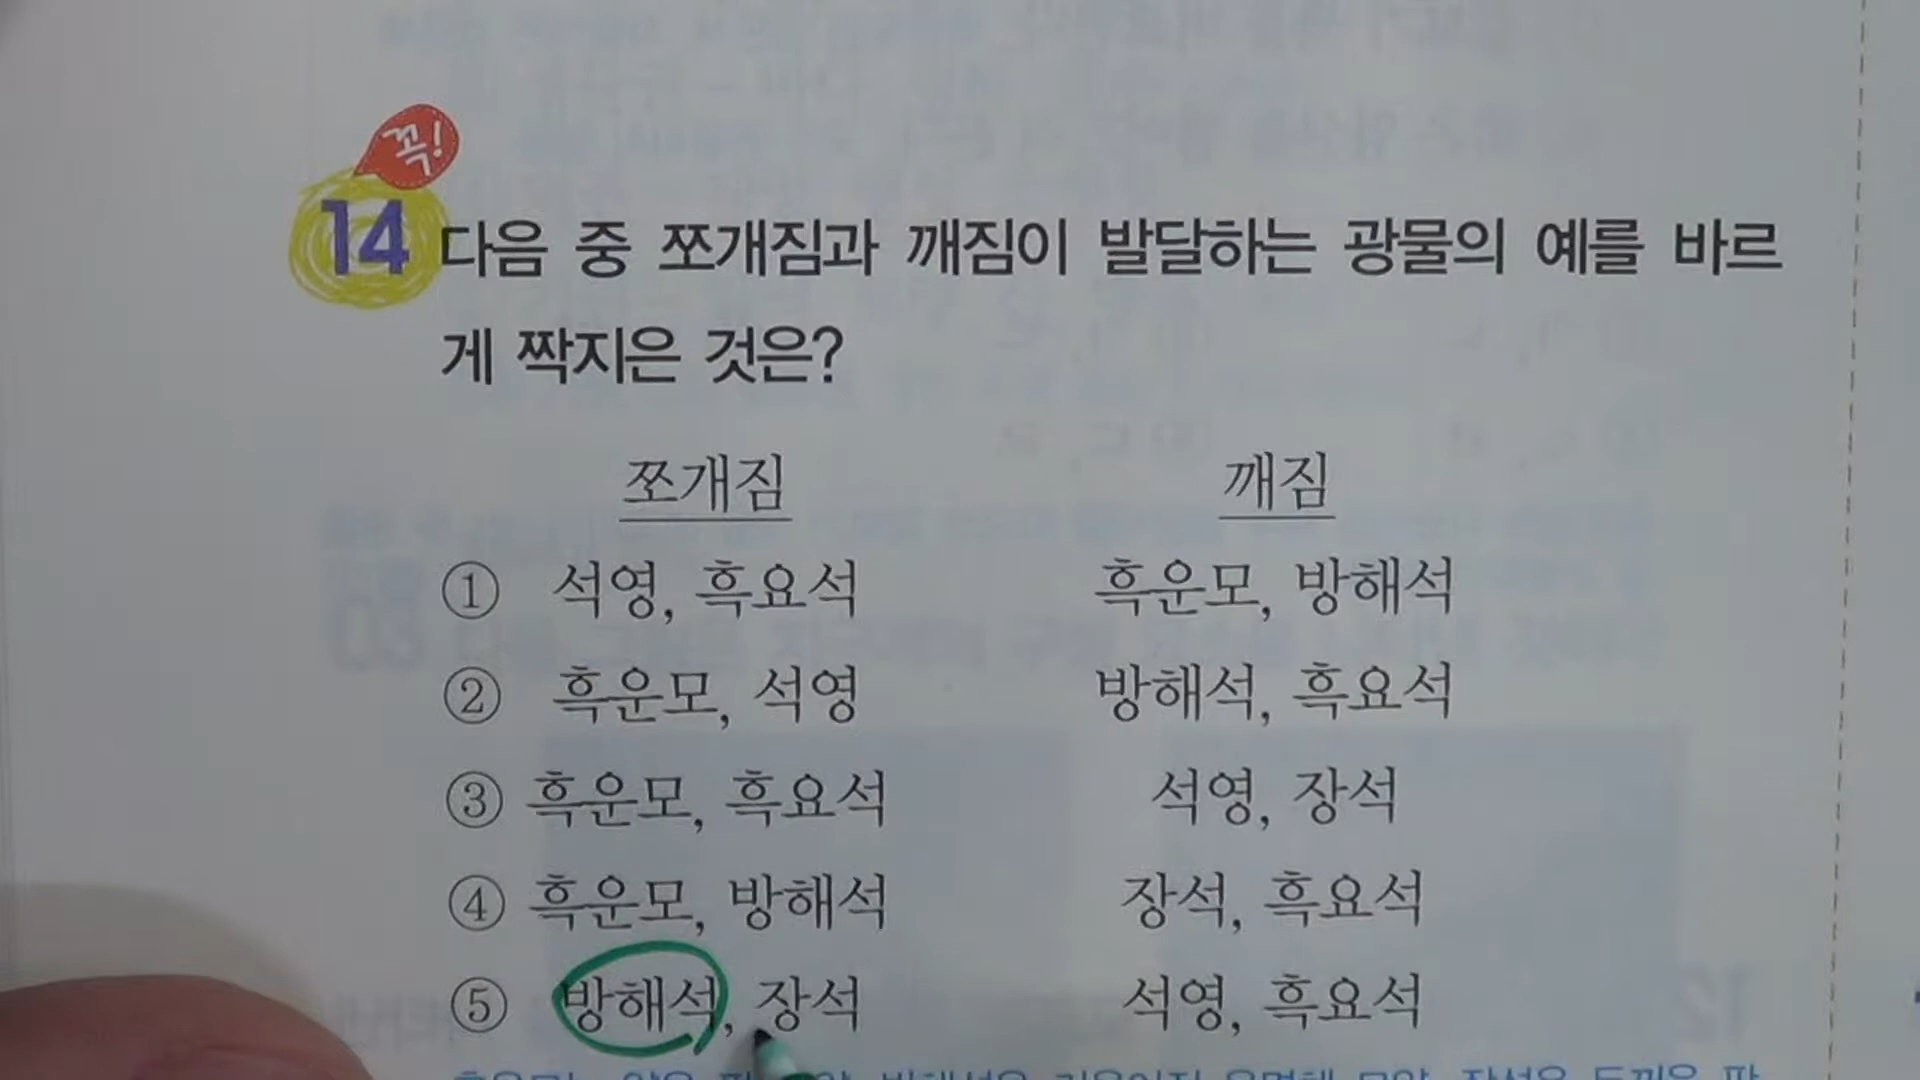 꼭!
14 다음 중 쪼개짐과 깨짐이 발달하는 광물의 예를 바르
게 짝지은 것은?
쪼개짐 깨짐
① 석영, 흑요석 흑운모, 방해석
② 흑운모, 석영 방해석, 흑요석
③ 흑운모, 흑요석 석영, 장석
④ 흑운모, 방해석 장석, 흑요석
⑤ 방해석, 장석 석영, 흑요석